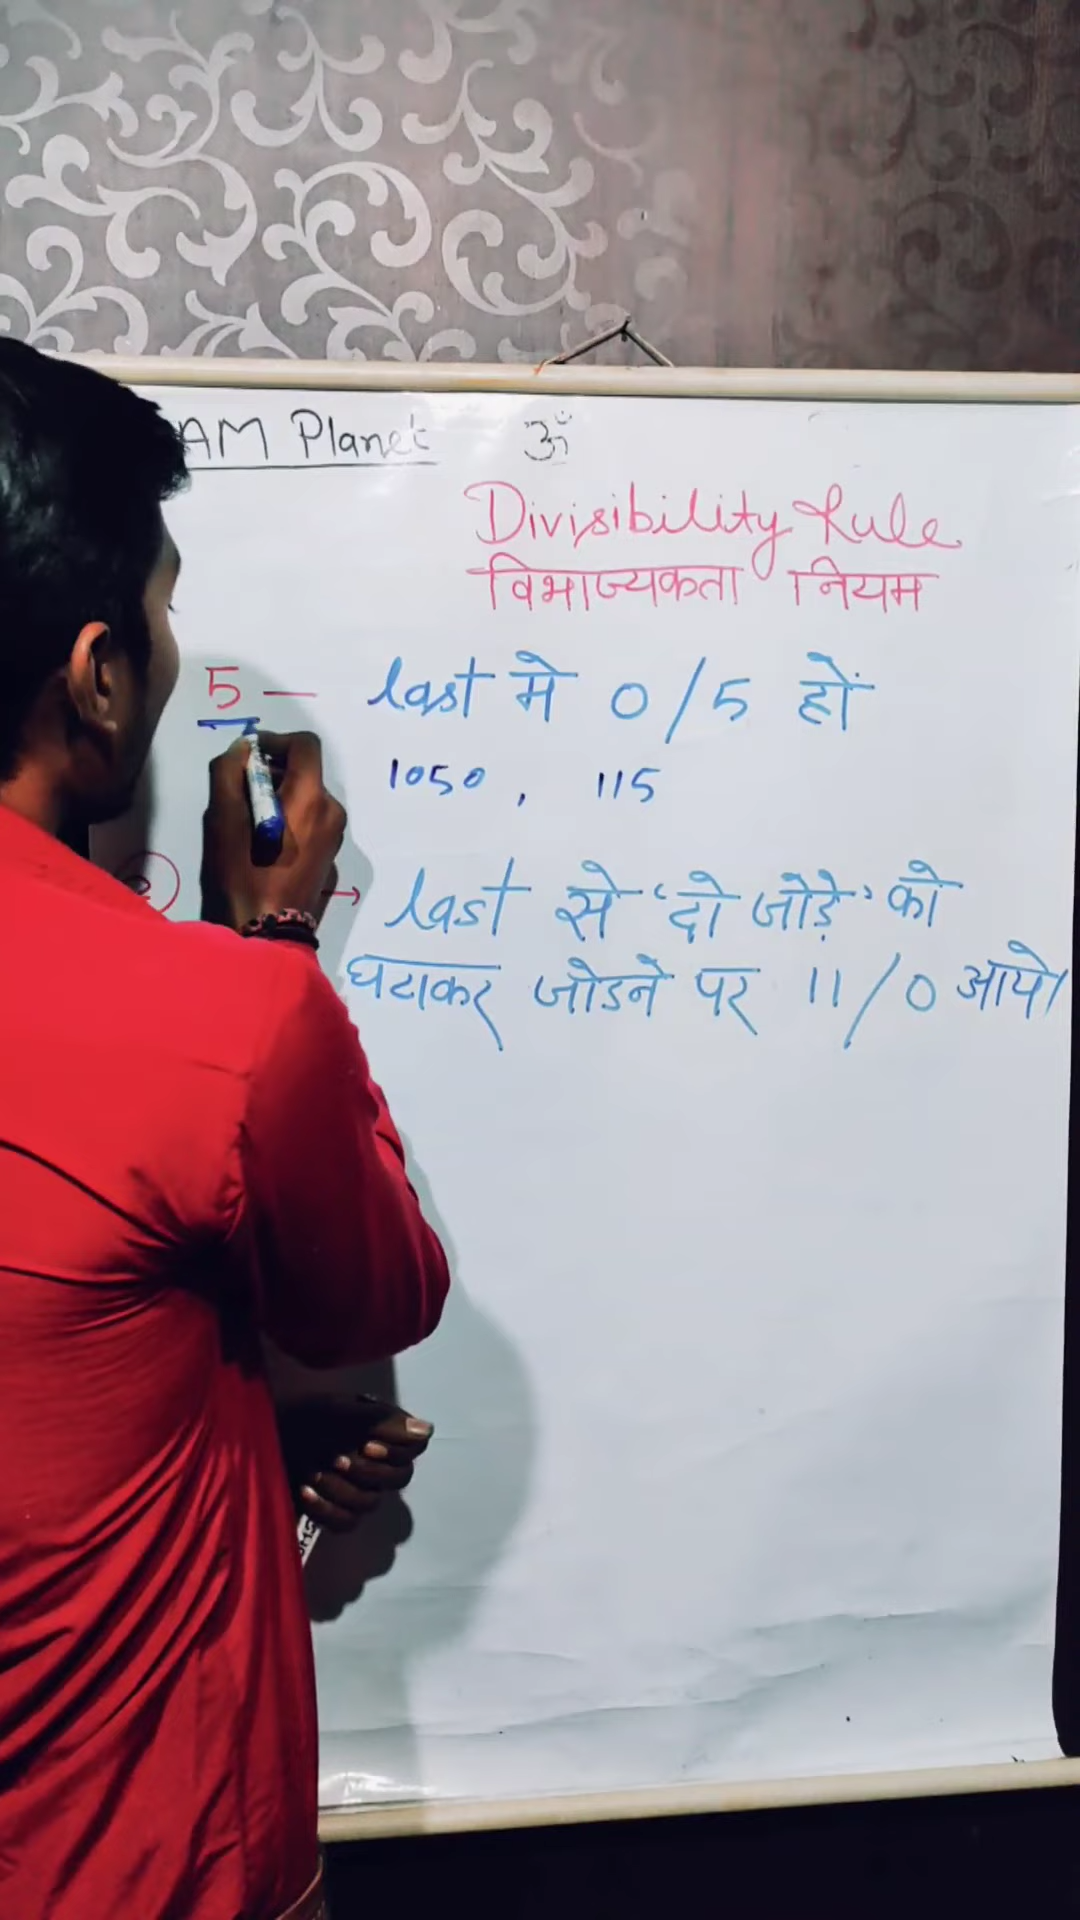 AM Planet ॐ
Divisibility Rule
विभाज्यकता नियम
5 — last मे 0/5 हों
1050 , 115
→ last से ‘दो जोड़े’ को
घटाकर जोडने पर 11/0 आये।